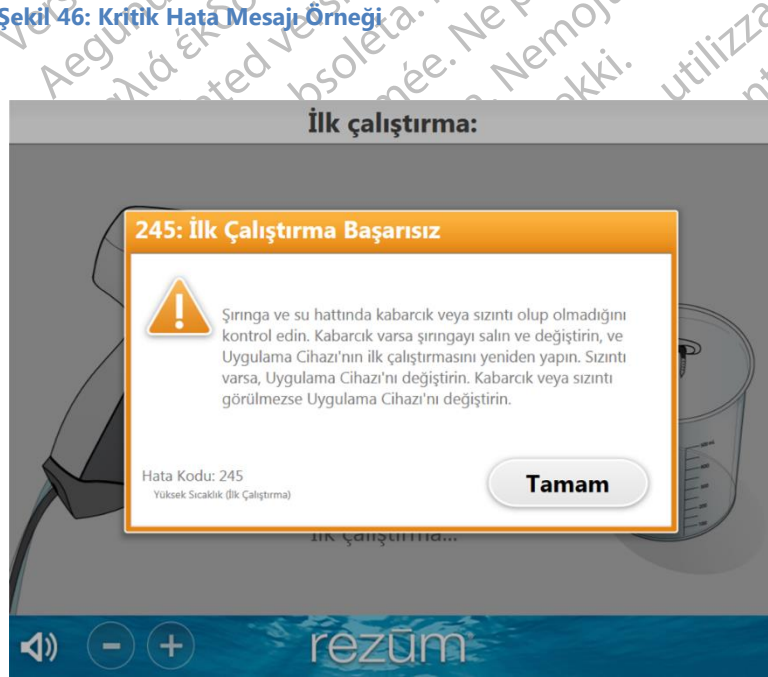 Şekil 46: Kritik Hata Mesajı Örneği
İlk çalıştırma:
245: İlk Çalıştırma Başarısız
Şırınga ve su hattında kabarcık veya sızıntı olup olmadığını
kontrol edin. Kabarcık varsa şırıngayı salın ve değiştirin, ve
Uygulama Cihazı'nın ilk çalıştırmasını yeniden yapın. Sızıntı
varsa, Uygulama Cihazı'nı değiştirin. Kabarcık veya sızıntı
görülmezse Uygulama Cihazı'nı değiştirin.
Hata Kodu: 245
Yüksek Sıcaklık (İlk Çalıştırma)
Tamam
İlk çalıştırma...
rezūm